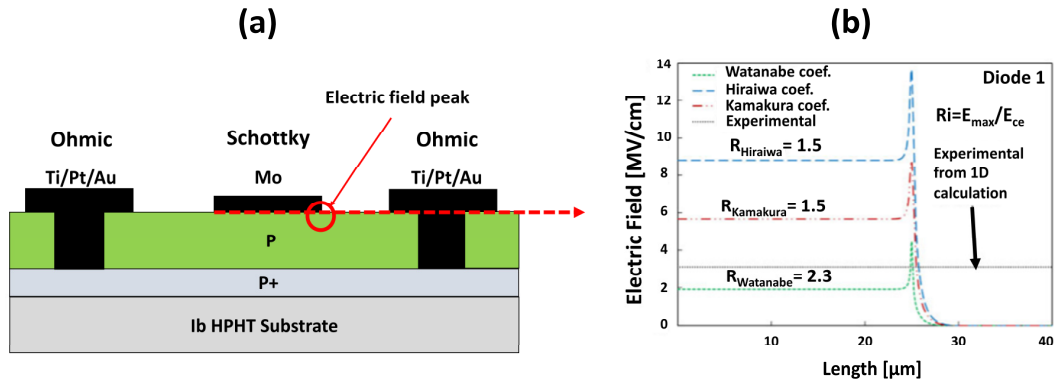 (a)
Electric field peak
Ohmic
Schottky
Ohmic
Ti/Pt/Au
Mo
Ti/Pt/Au
P
P+
Ib HPHT Substrate
(b)
Electric Field [MV/cm]
14
12
10
8
6
4
2
0
Watanabe coef.
Hiraiwa coef.
Kamakura coef.
Experimental
Diode 1
Ri=Emax/Ece
RHiraiwa= 1.5
Experimental
from 1D
calculation
RKamakura= 1.5
RWatanabe= 2.3
10
20
30
40
Length [μm]